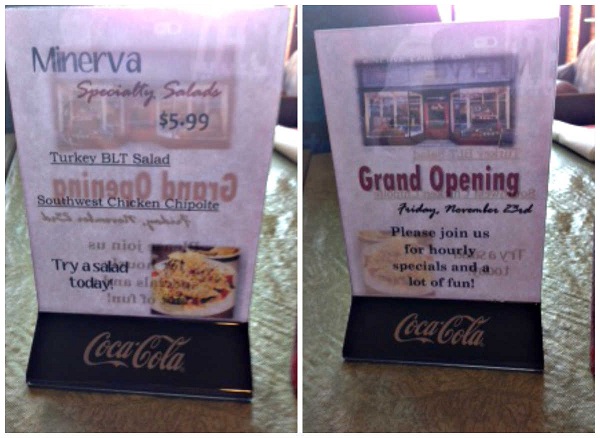 Minerva
Specialty Salads
$5.99
Turkey BLT Salad
Southwest Chicken Chipolte
Try a salad
today!
Coca-Cola
Grand Opening
Friday, November 23rd
Please join us
for hourly
specials and a
lot of fun!
Coca-Cola